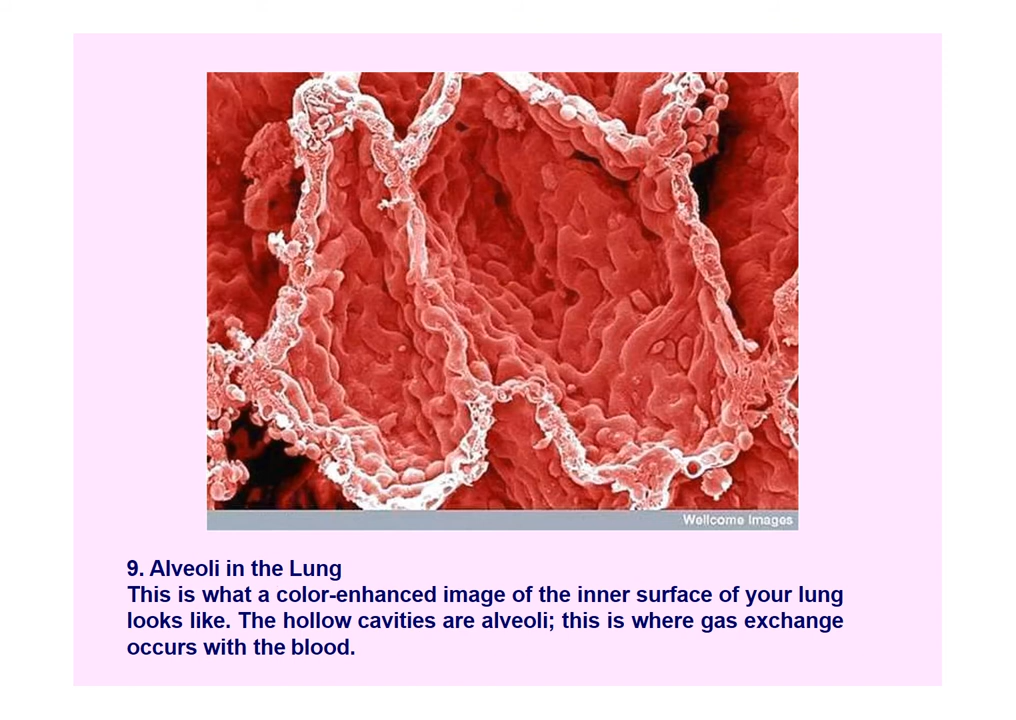 Wellcome Images
9. Alveoli in the Lung
This is what a color-enhanced image of the inner surface of your lung
looks like. The hollow cavities are alveoli; this is where gas exchange
occurs with the blood.